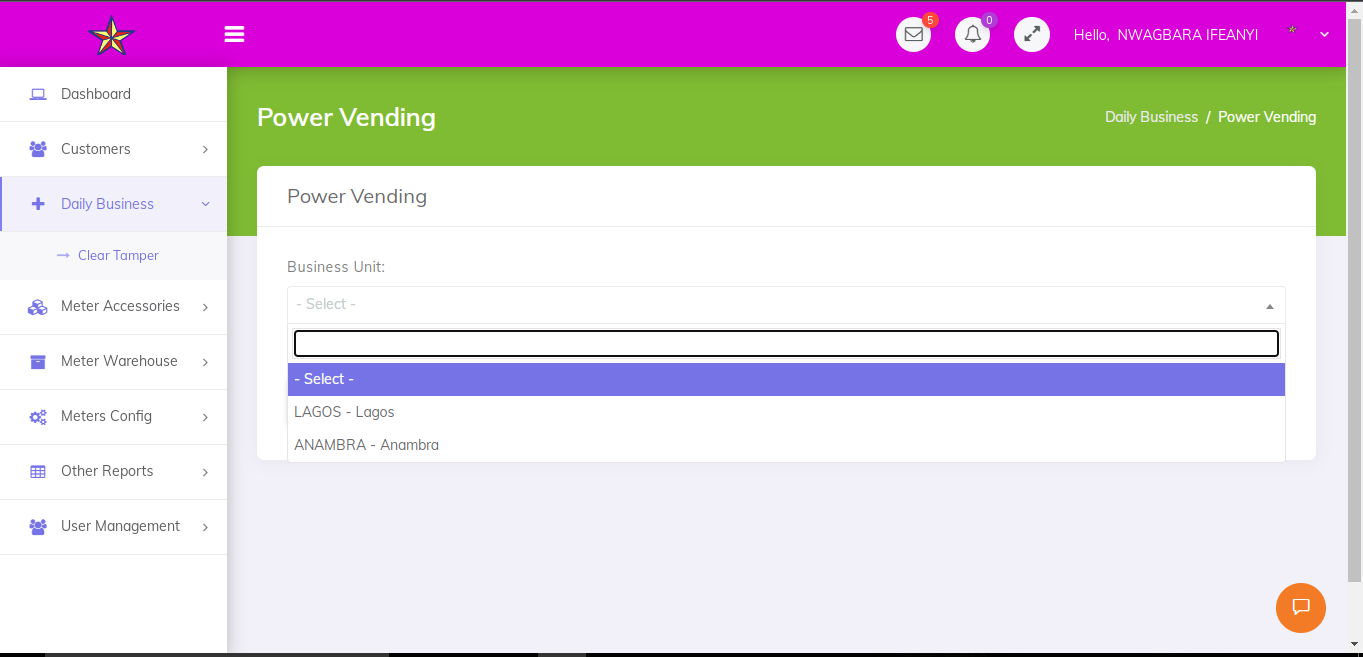 5
0
Hello, NWAGBARA IFEANYI
Dashboard
Customers
Daily Business
Clear Tamper
Meter Accessories
Meter Warehouse
Meters Config
Other Reports
User Management
Power Vending
Daily Business / Power Vending
Power Vending
Business Unit:
- Select -
- Select -
LAGOS - Lagos
ANAMBRA - Anambra